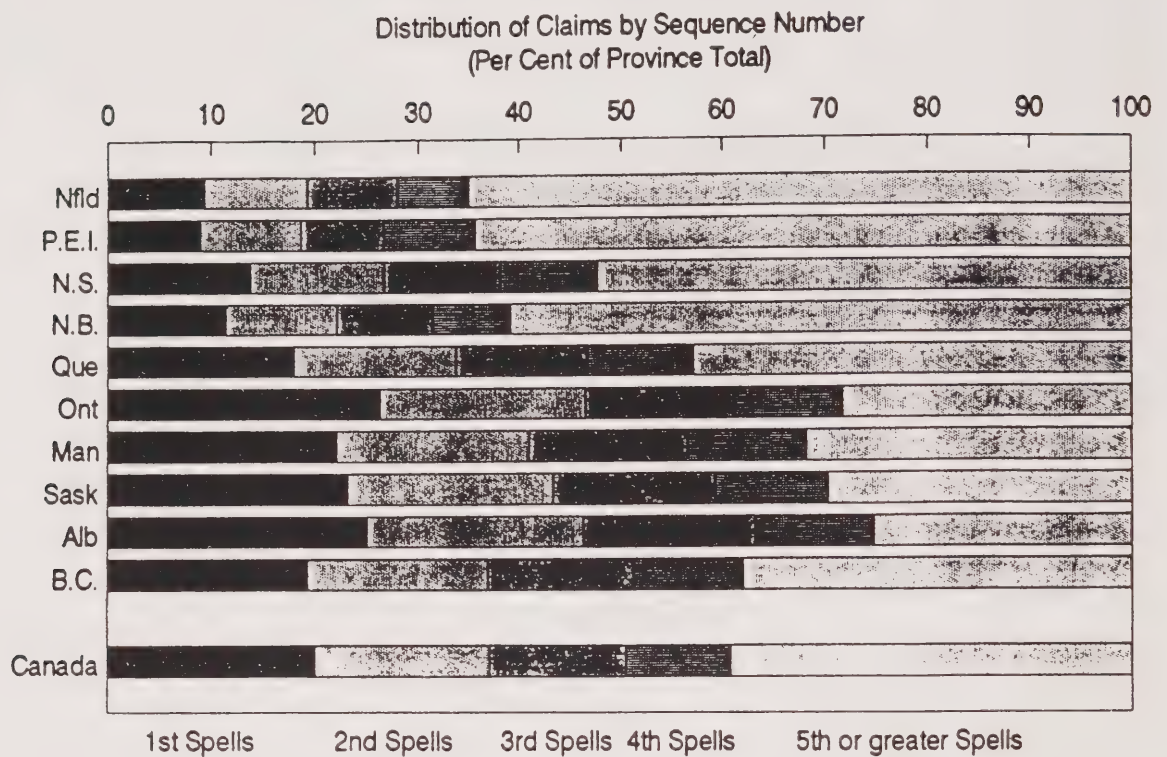 Distribution of Claims by Sequence Number
(Per Cent of Province Total)
0 10 20 30 40 50 60 70 80 90 100
Nfld
P.E.I.
N.S.
N.B.
Que
Ont
Man
Sask
Alb
B.C.
Canada
1st Spells 2nd Spells 3rd Spells 4th Spells 5th or greater Spells